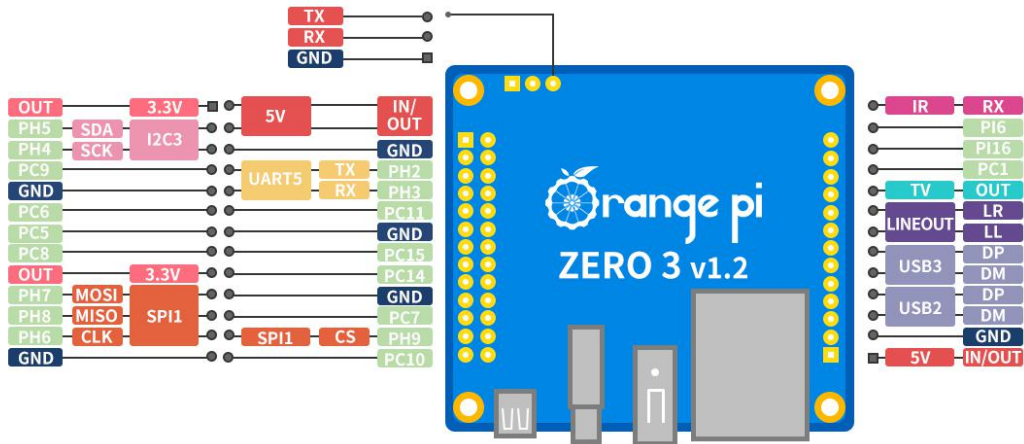 TX
RX
GND
OUT 3.3V 5V IN/OUT
PH5 SDA I2C3
PH4 SCK GND
PC9 UART5 TX PH2
GND RX PH3
PC6 PC11
PC5 GND
PC8 PC15
OUT 3.3V PC14
PH7 MOSI SPI1 GND
PH8 MISO PC7
PH6 CLK SPI1 CS PH9
GND PC10
Orange pi
ZERO 3 v1.2
IR RX
PI6
PI16
PC1
TV OUT
LINEOUT LR
LL
USB3 DP
DM
USB2 DP
DM
GND
5V IN/OUT